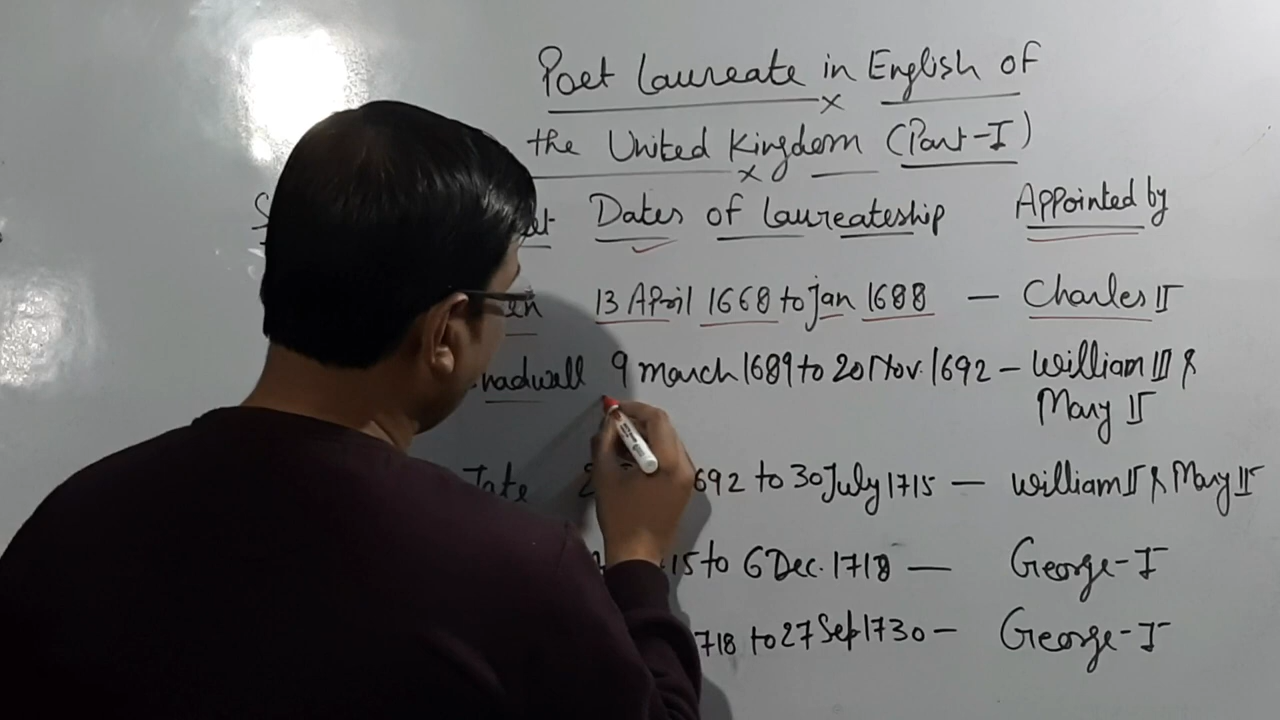 Poet Laureate in English of
the United Kingdom (Part-I)
Dates of Laureateship Appointed by
13 April 1668 to Jan 1688 — Charles II
9 march 1689 to 20 Nov. 1692 – William III &
Mary II
Tate 692 to 30 July 1715 — william II & Mary II
15 to 6 Dec. 1718 — George-I
718 to 27 Sep 1730 – George-I